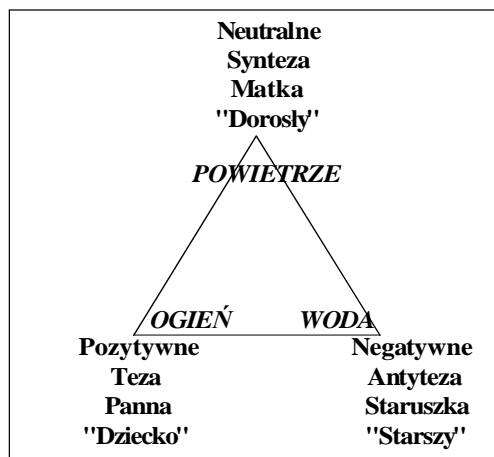 Neutralne
Synteza
Matka
"Dorosły"
POWIETRZE
OGIEŃ WODA
Pozytywne Negatywne
Teza Antyteza
Panna Staruszka
"Dziecko" "Starszy"